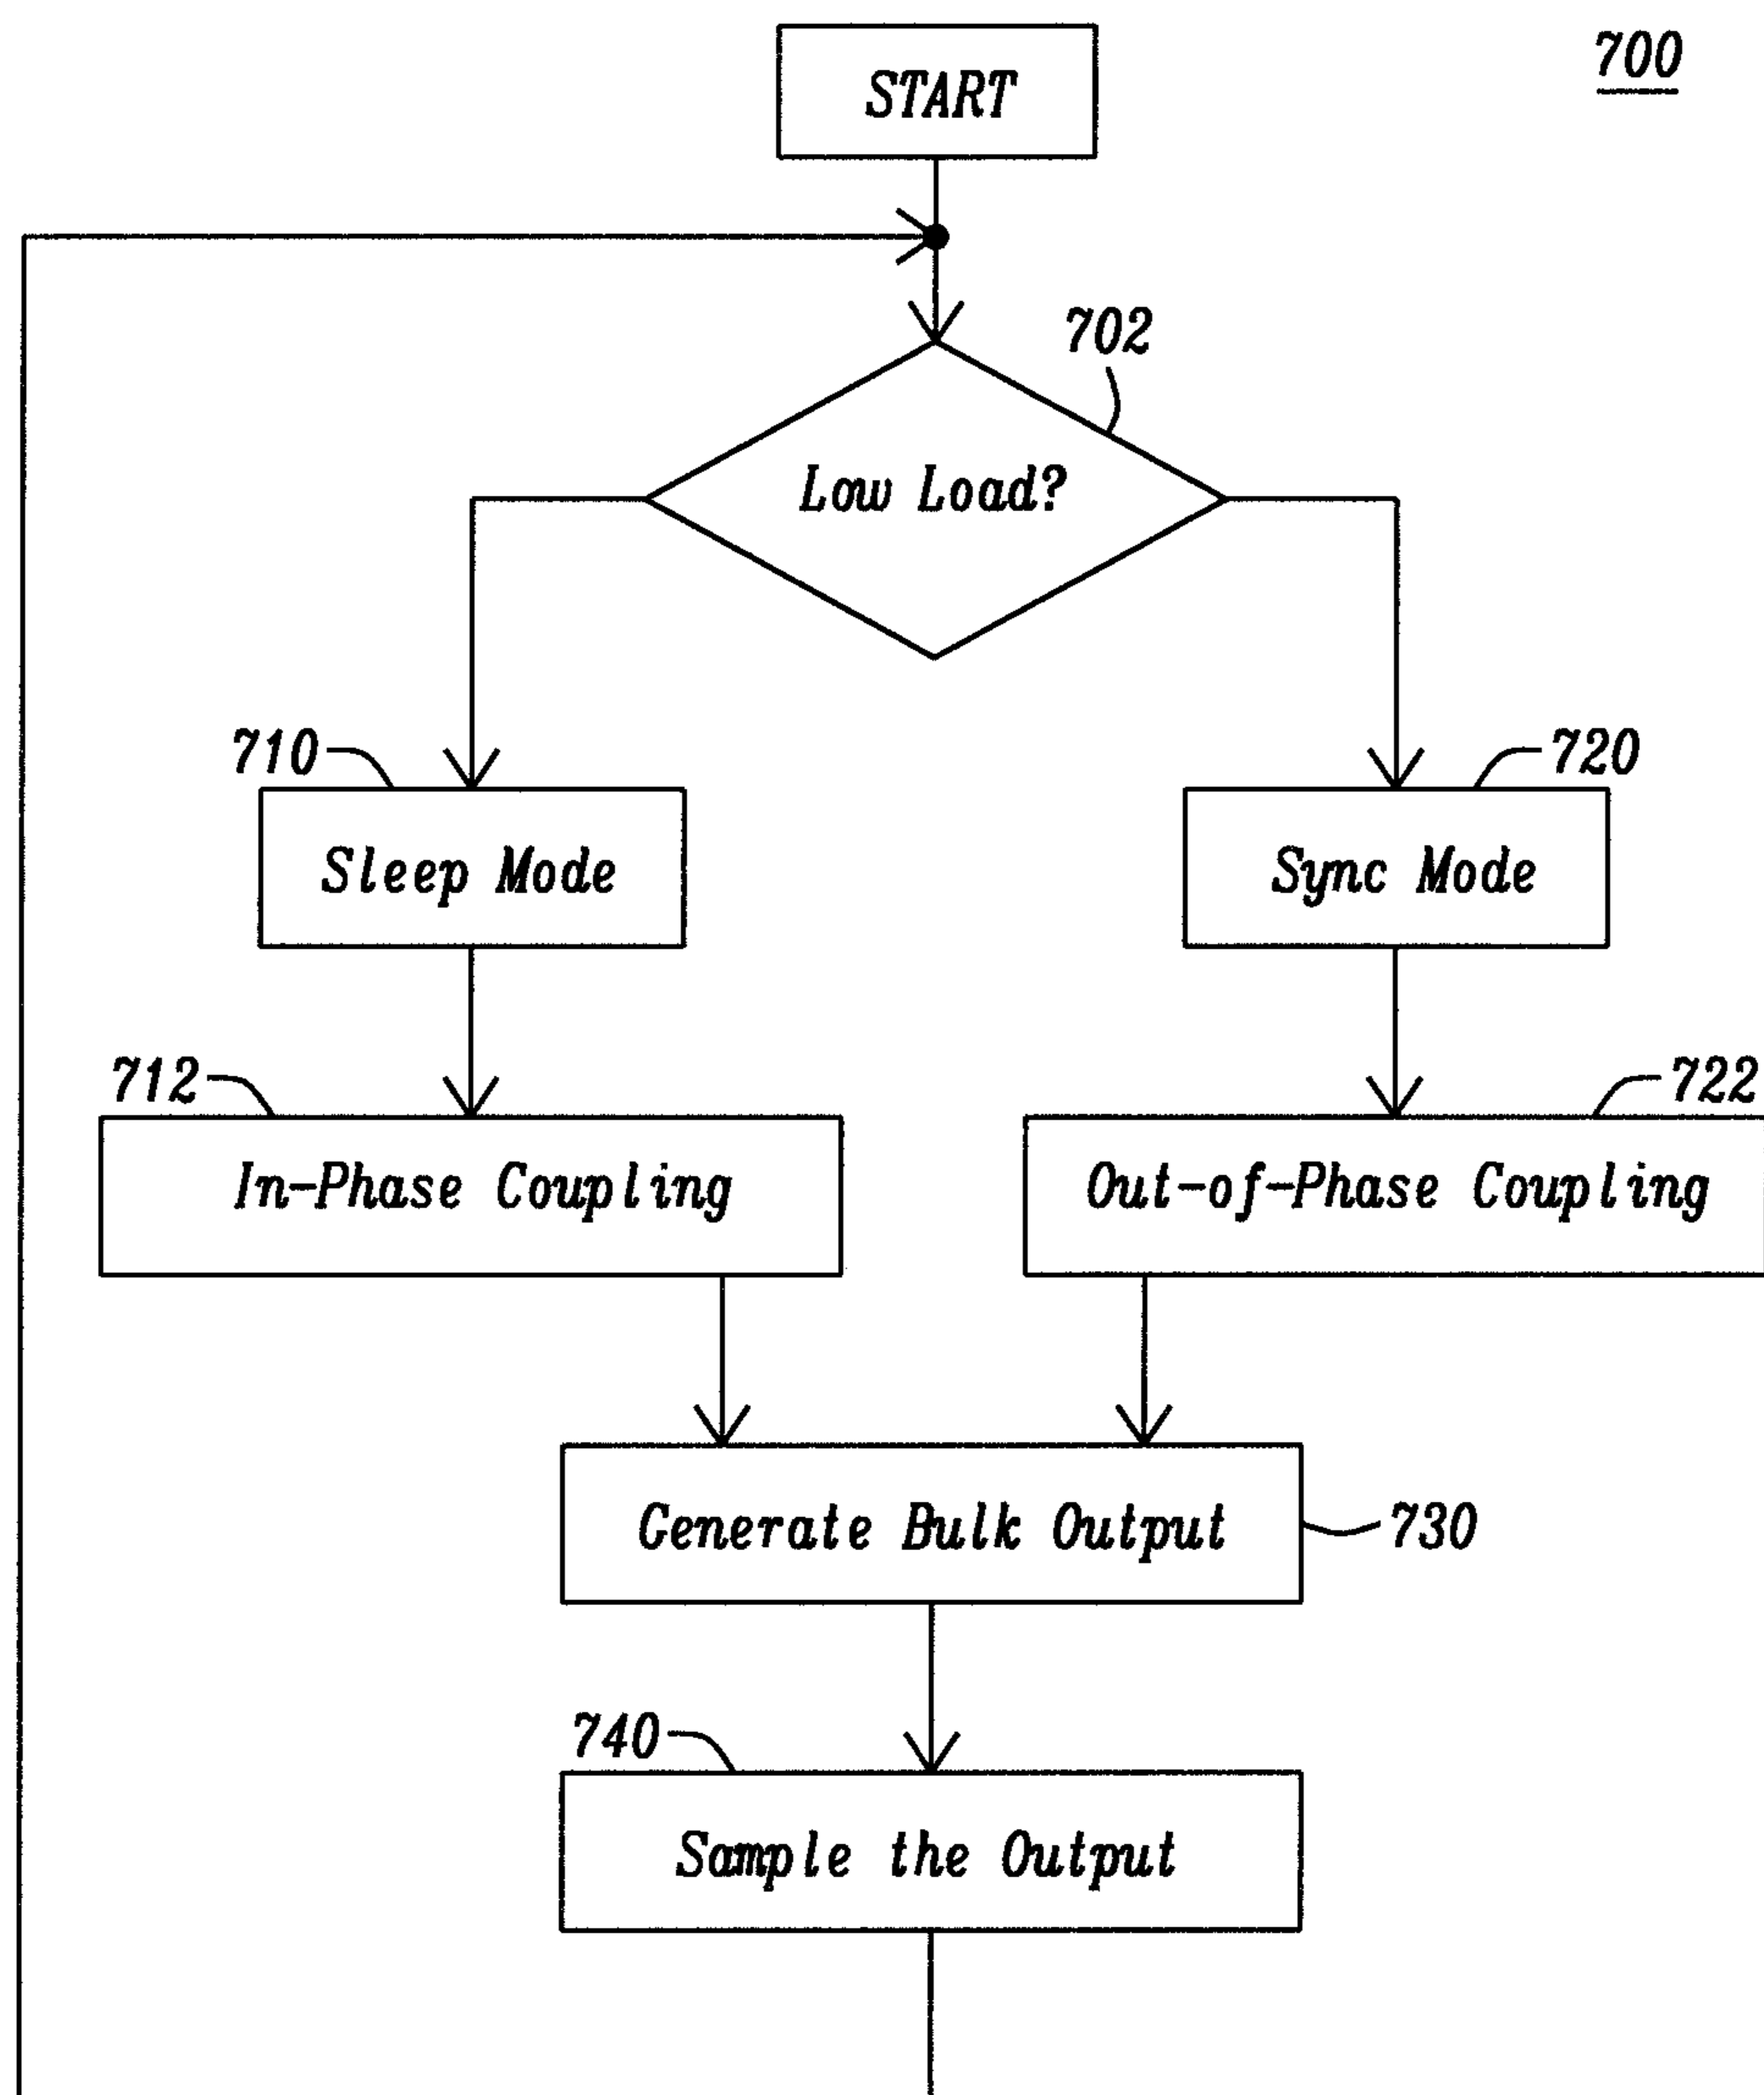 700
START
702
Low Load?
710
720
Sleep Mode
Sync Mode
712
722
In-Phase Coupling
Out-of-Phase Coupling
Generate Bulk Output
730
740
Sample the Output